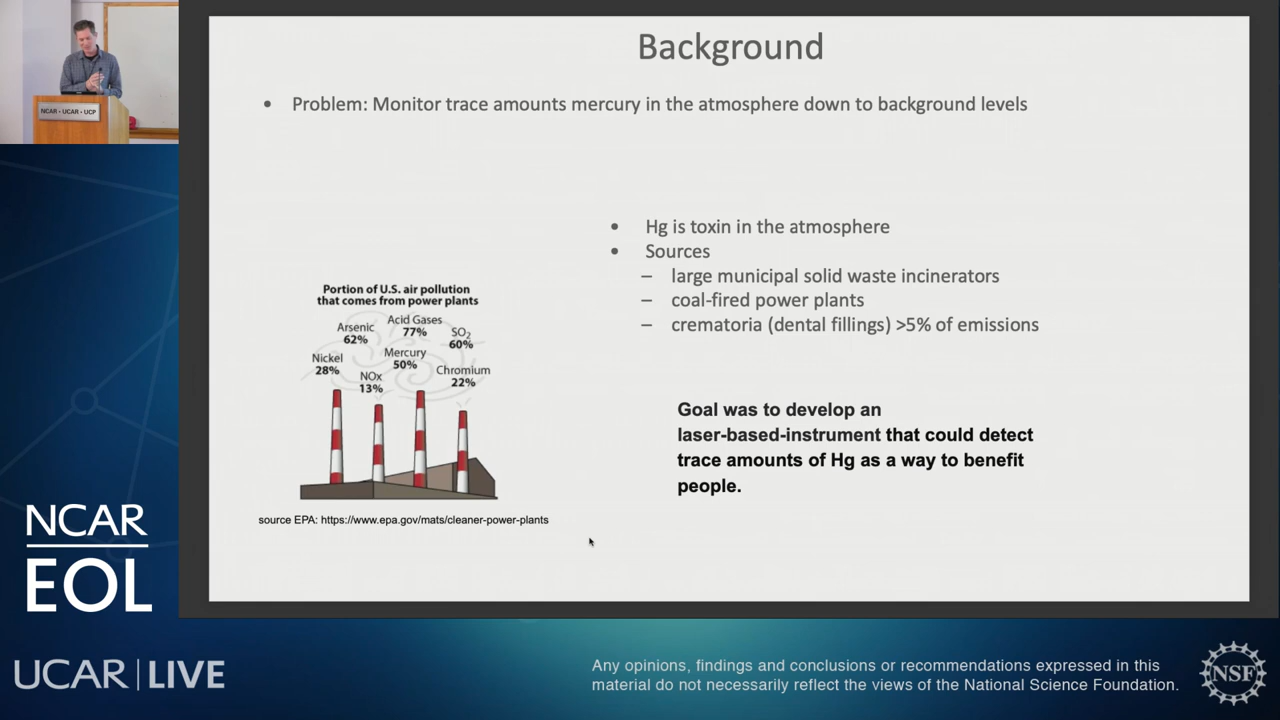 NCAR • UCAR • UCP
Background
• Problem: Monitor trace amounts mercury in the atmosphere down to background levels
• Hg is toxin in the atmosphere
• Sources
– large municipal solid waste incinerators
– coal-fired power plants
– crematoria (dental fillings) >5% of emissions
Portion of U.S. air pollution
that comes from power plants
Arsenic
62%
Acid Gases
77%
SO₂
60%
Nickel
28%
NOx
13%
Mercury
50%
Chromium
22%
source EPA: https://www.epa.gov/mats/cleaner-power-plants
Goal was to develop an
laser-based-instrument that could detect
trace amounts of Hg as a way to benefit
people.
NCAR
EOL
UCAR | LIVE
Any opinions, findings and conclusions or recommendations expressed in this
material do not necessarily reflect the views of the National Science Foundation.
NSF